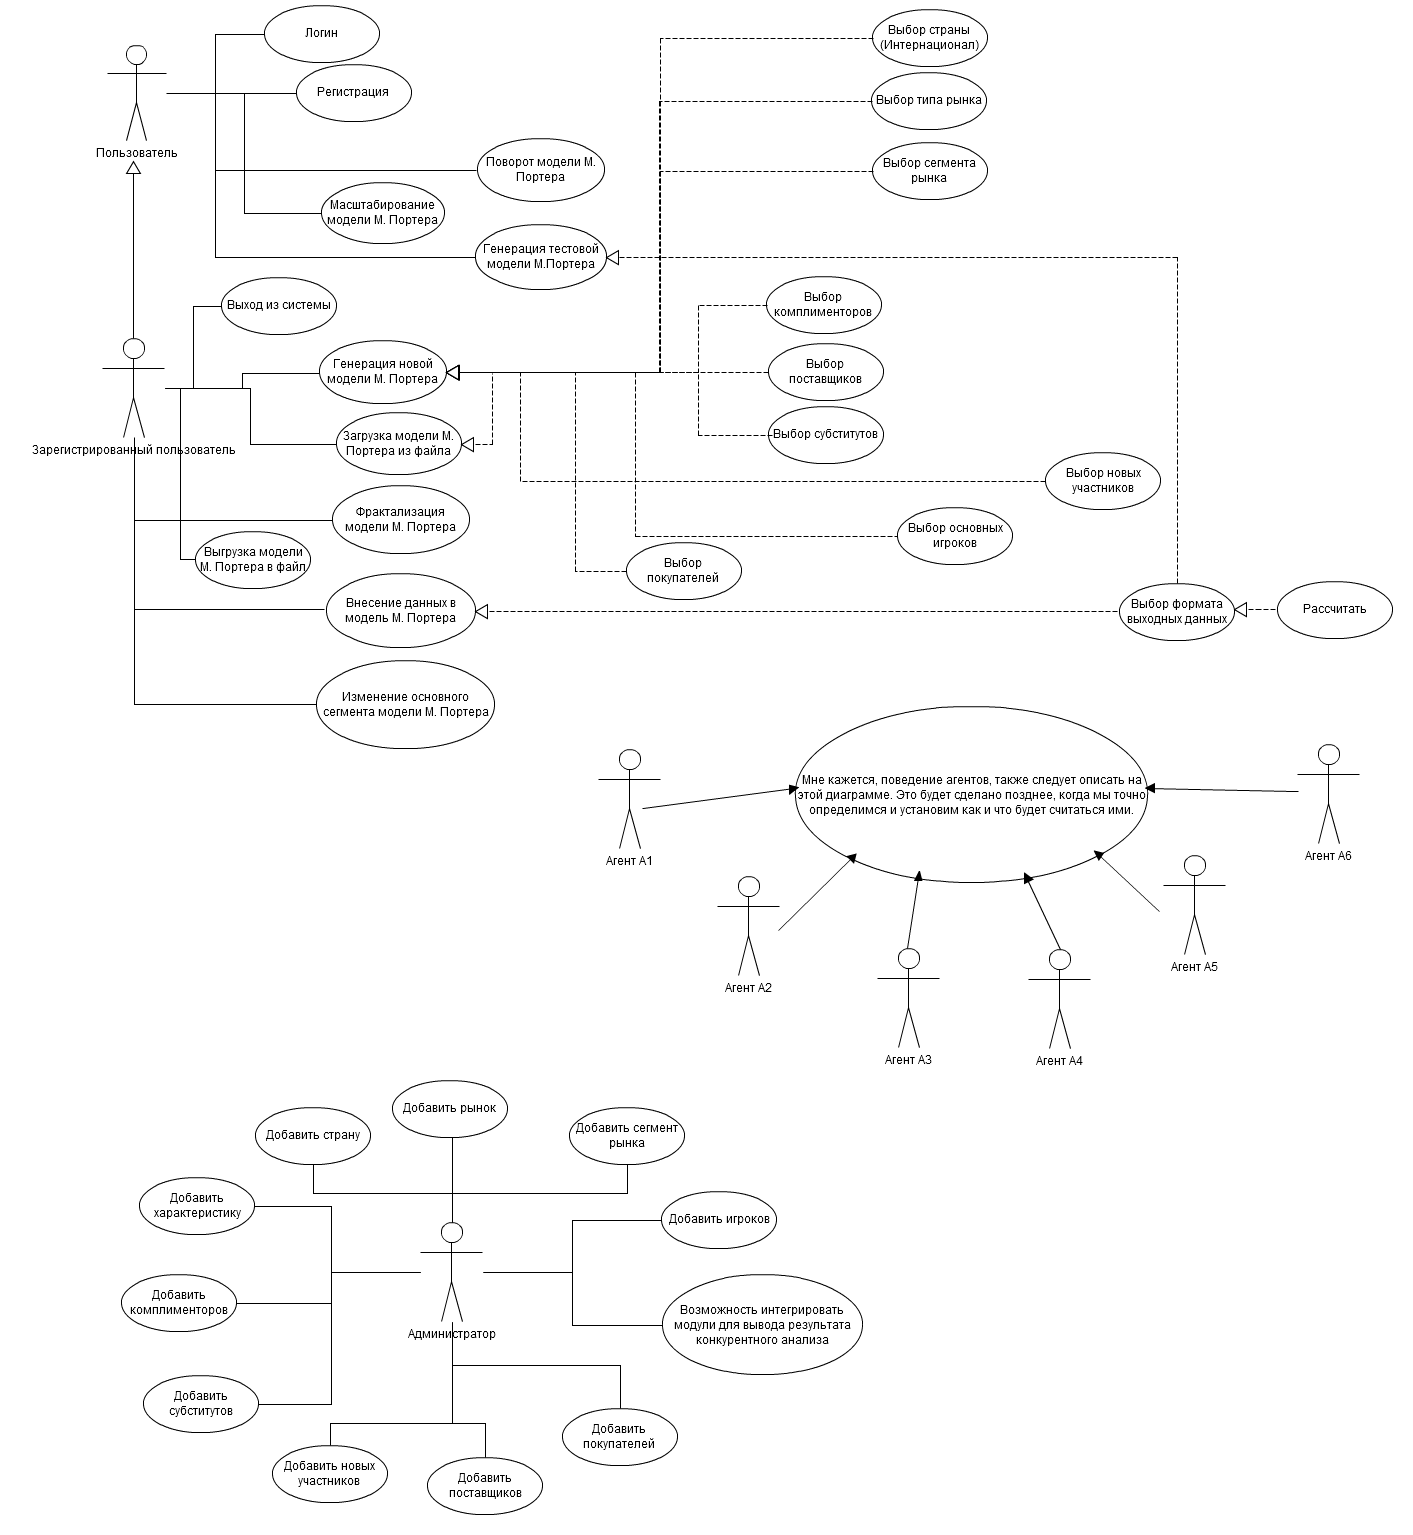 Логин
Регистрация
Пользователь
Поворот модели М.
Портера
Масштабирование
модели М. Портера
Генерация тестовой
модели М.Портера
Выбор страны
(Интернационал)
Выбор типа рынка
Выбор сегмента
рынка
Выход из системы
Генерация новой
модели М. Портера
Загрузка модели М.
Портера из файла
Зарегистрированный пользователь
Фрактализация
модели М. Портера
Выгрузка модели
М. Портера в файл
Внесение данных в
модель М. Портера
Изменение основного
сегмента модели М. Портера
Выбор
комплименторов
Выбор
поставщиков
Выбор субститутов
Выбор новых
участников
Выбор основных
игроков
Выбор
покупателей
Выбор формата
выходных данных
Рассчитать
Мне кажется, поведение агентов, также следует описать на
этой диаграмме. Это будет сделано позднее, когда мы точно
определимся и установим как и что будет считаться ими.
Агент А1
Агент А2
Агент А3
Агент А4
Агент А5
Агент А6
Добавить страну
Добавить рынок
Добавить сегмент
рынка
Добавить
характеристику
Добавить игроков
Добавить
комплименторов
Администратор
Возможность интегрировать
модули для вывода результата
конкурентного анализа
Добавить
субститутов
Добавить
покупателей
Добавить новых
участников
Добавить
поставщиков